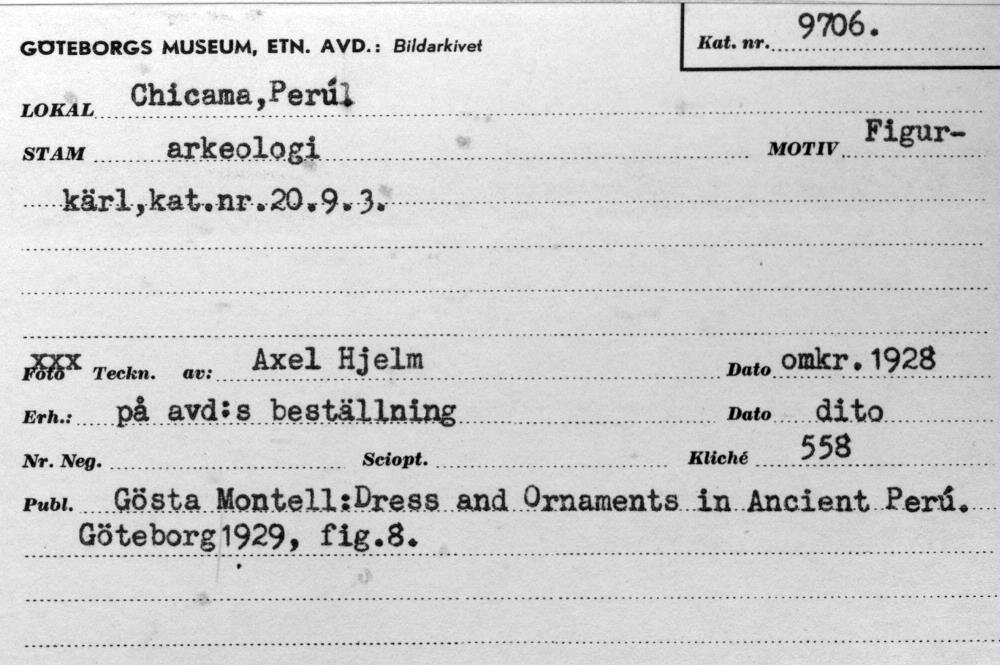 GÖTEBORGS MUSEUM, ETN. AVD.: Bildarkivet
Kat. nr. 9706.
LOKAL Chicama,Perú.
STAM arkeologi MOTIV Figur-
kärl,kat.nr.20.9.3.
xxx
Foto Teckn. av: Axel Hjelm Dato omkr.1928
Erh.: på avd:s beställning Dato dito
Nr. Neg. Sciopt. Kliché 558
Publ. Gösta Montell:Dress and Ornaments in Ancient Perú.
Göteborg 1929, fig.8.